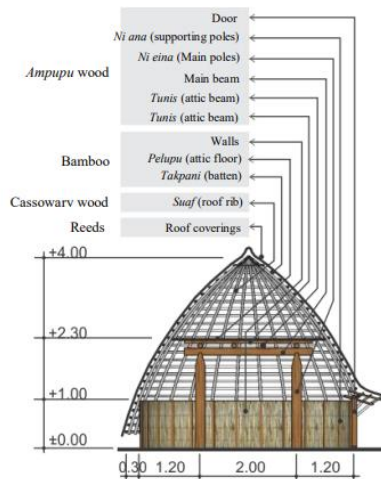 Door
Ni ana (supporting poles)
Ni eina (Main poles)
Ampupu wood
Main beam
Tunis (attic beam)
Tunis (attic beam)
Walls
Bamboo
Pelupu (attic floor)
Takpani (batten)
Cassowarv wood
Suaf (roof rib)
Reeds
Roof coverings
+4.00
+2.30
+1.00
+0.00
0.30
1.20
2.00
1.20